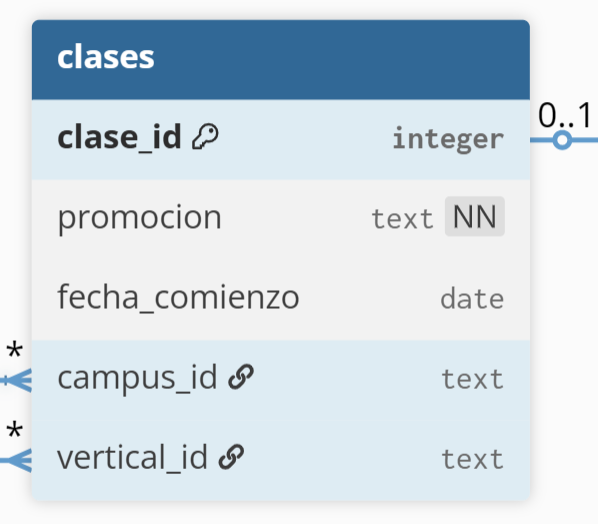 clases
clase_id integer 0..1
promocion text NN
fecha_comienzo date
* campus_id text
* vertical_id text